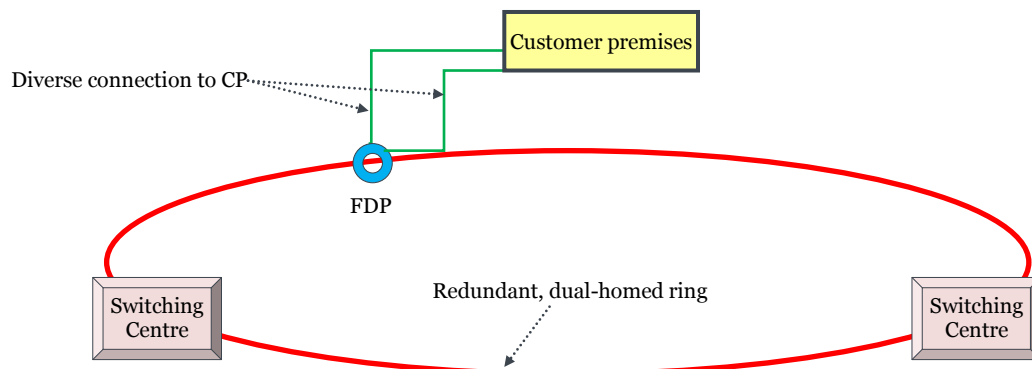 Customer premises
Diverse connection to CP
FDP
Redundant, dual-homed ring
Switching
Centre
Switching
Centre